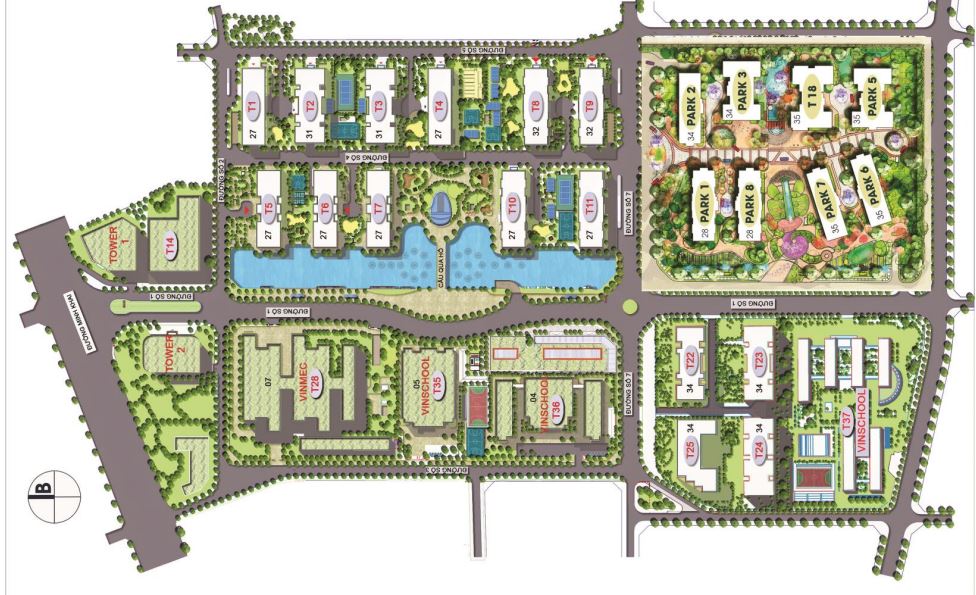 ĐƯỜNG SỐ 5
T1
27
T2
31
T3
31
T4
27
T8
32
T9
32
PARK 2
34
PARK 3
34
T18
35
PARK 5
35
ĐƯỜNG SỐ 4
ĐƯỜNG SỐ 2
T5
27
T6
27
T7
27
T10
27
T11
27
ĐƯỜNG SỐ 7
PARK 1
28
PARK 8
28
PARK 7
35
PARK 6
35
TOWER 1
T14
CẦU QUA HỒ
ĐƯỜNG MINH KHAI
ĐƯỜNG SỐ 1
ĐƯỜNG SỐ 1
ĐƯỜNG SỐ 1
TOWER 2
07
VINMEC
T28
05
VINSCHOOL
T35
04
VINSCHOO
T36
ĐƯỜNG SỐ 7
T22
34
T23
34
T25
34
T24
34
T37
VINSCHOOL
ĐƯỜNG SỐ 3
B